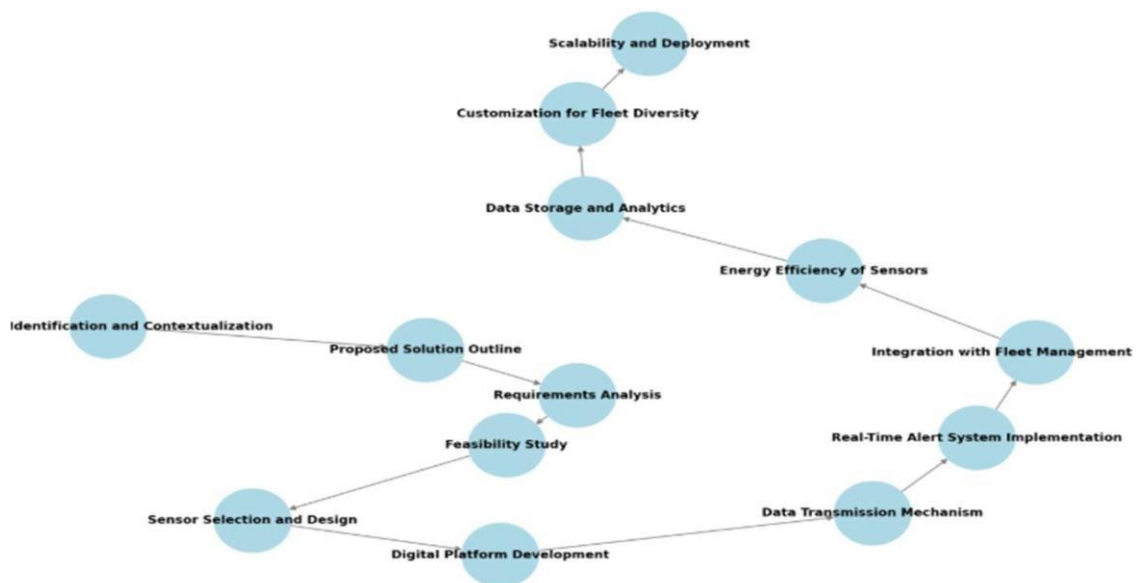 Scalability and Deployment
Customization for Fleet Diversity
Data Storage and Analytics
Energy Efficiency of Sensors
Identification and Contextualization
Proposed Solution Outline
Integration with Fleet Management
Requirements Analysis
Real-Time Alert System Implementation
Feasibility Study
Data Transmission Mechanism
Sensor Selection and Design
Digital Platform Development